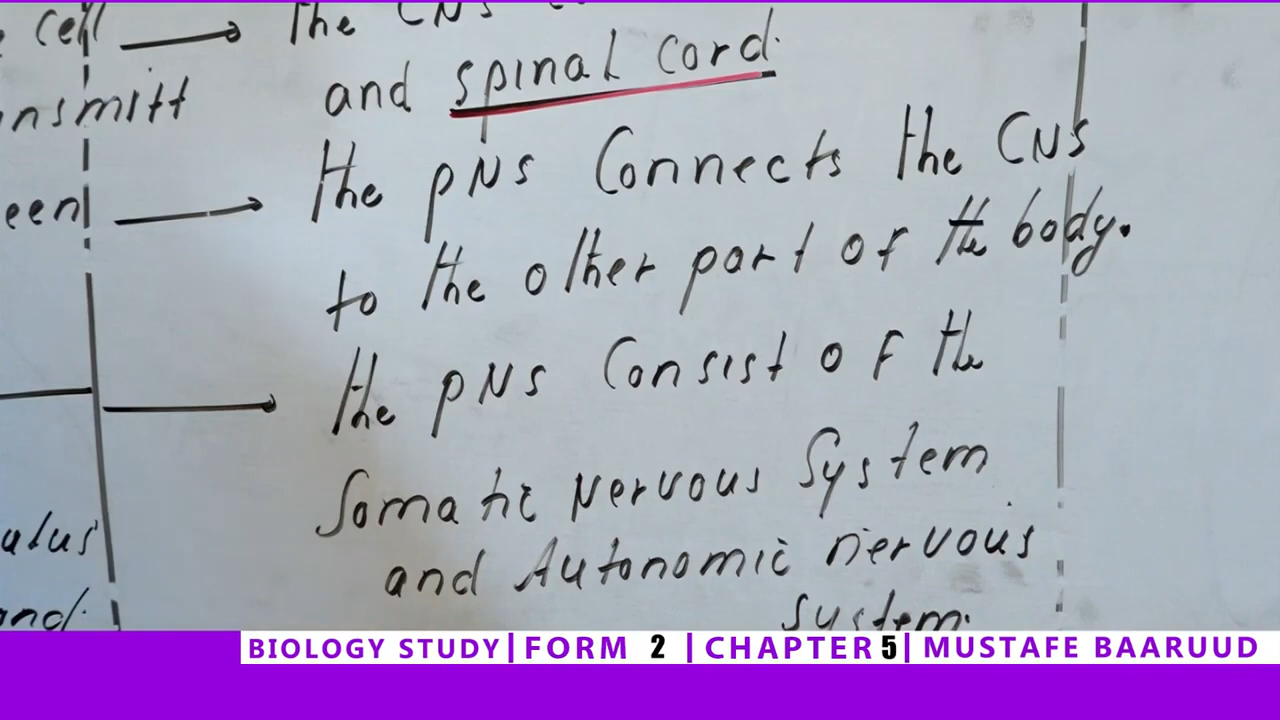 cell
The CNS
and spinal cord.
nsmitt
the PNS Connects the CNS
een
to the other part of the body.
the PNS Consist of the
Somatic Nervous System
and Autonomic nervous
system.
and.
BIOLOGY STUDY| FORM 2 | CHAPTER 5| MUSTAFE BAARUUD